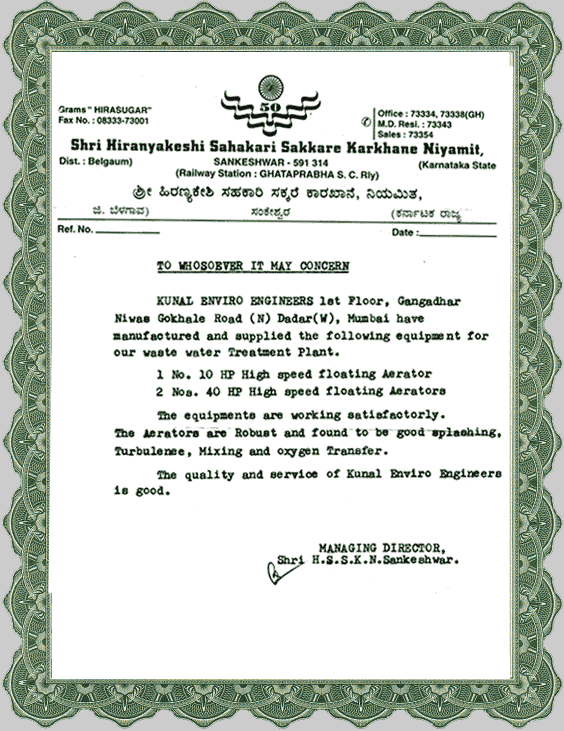 50
Grams " HIRASUGAR"
Fax No. : 08333-73001
Office : 73334, 73338(GH)
M.D. Resi. : 73343
Sales : 73354
Shri Hiranyakeshi Sahakari Sakkare Karkhane Niyamit,
Dist. : Belgaum) SANKESHWAR - 591 314 (Karnataka State
(Railway Station : GHATAPRABHA S. C. Rly)
ಶ್ರೀ ಹಿರಣ್ಯಕೇಶಿ ಸಹಕಾರಿ ಸಕ್ಕರೆ ಕಾರಖಾನೆ, ನಿಯಮಿತ,
ಜಿ. ಬೆಳಗಾವ) ಸಂಕೇಶ್ವರ (ಕರ್ನಾಟಕ ರಾಜ್ಯ
Ref. No. Date :
TO WHOSOEVER IT MAY CONCERN
KUNAL ENVIRO ENGINEERS 1st Floor, Gangadhar
Niwas Gokhale Road (N) Dadar(W), Mumbai have
manufactured and supplied the following equipment for
our waste water Treatment Plant.
1 No. 10 HP High speed floating Aerator
2 Nos. 40 HP High speed floating Aerators
The equipments are working satisfactorly.
The Aerators are Robust and found to be good splashing,
Turbulense, Mixing and oxygen Transfer.
The quality and service of Kunal Enviro Engineers
is good.
MANAGING DIRECTOR,
Shri H.S.S.K.N.Sankeshwar.